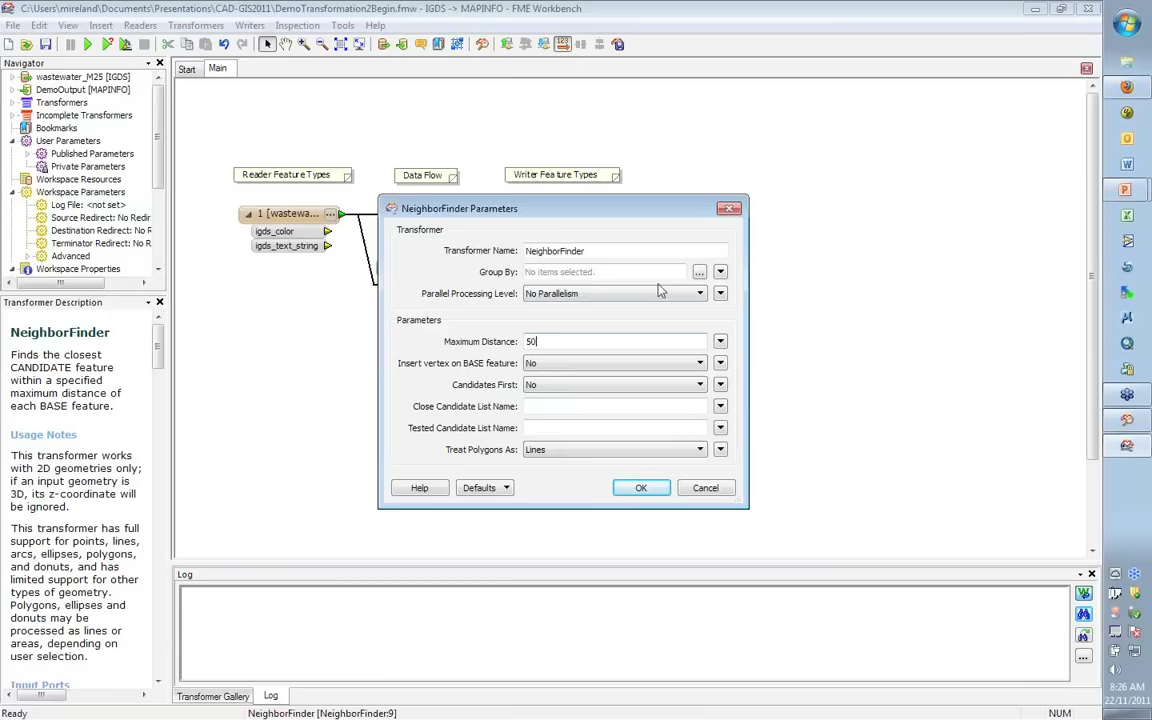 C:\Users\mireland\Documents\Presentations\CAD-GIS2011\DemoTransformation2Begin.fmw - IGDS -> MAPINFO - FME Workbench
File Edit View Insert Readers Transformers Writers Inspection Tools Help
Navigator
wastewater_M25 [IGDS]
DemoOutput [MAPINFO]
Transformers
Incomplete Transformers
Bookmarks
User Parameters
Published Parameters
Private Parameters
Workspace Resources
Workspace Parameters
Log File: <not set>
Source Redirect: No Redir
Destination Redirect: No R
Terminator Redirect: No R
Advanced
Workspace Properties
Transformer Description
NeighborFinder
Finds the closest
CANDIDATE feature
within a specified
maximum distance of
each BASE feature.
Usage Notes
This transformer works
with 2D geometries only;
if an input geometry is
3D, its z-coordinate will
be ignored.
This transformer has full
support for points, lines,
arcs, ellipses, polygons,
and donuts, and has
limited support for other
types of geometry.
Polygons, ellipses and
donuts may be
processed as lines or
areas, depending on
user selection.
Input Ports
Start Main
Reader Feature Types Data Flow Writer Feature Types
1 [wastewa... ...
igds_color
igds_text_string
NeighborFinder Parameters
Transformer
Transformer Name: NeighborFinder
Group By: No items selected. ...
Parallel Processing Level: No Parallelism
Parameters
Maximum Distance: 50
Insert vertex on BASE feature: No
Candidates First: No
Close Candidate List Name:
Tested Candidate List Name:
Treat Polygons As: Lines
Help Defaults OK Cancel
Log
Transformer Gallery Log
Ready NeighborFinder [NeighborFinder:9] NUM
8:26 AM
22/11/2011